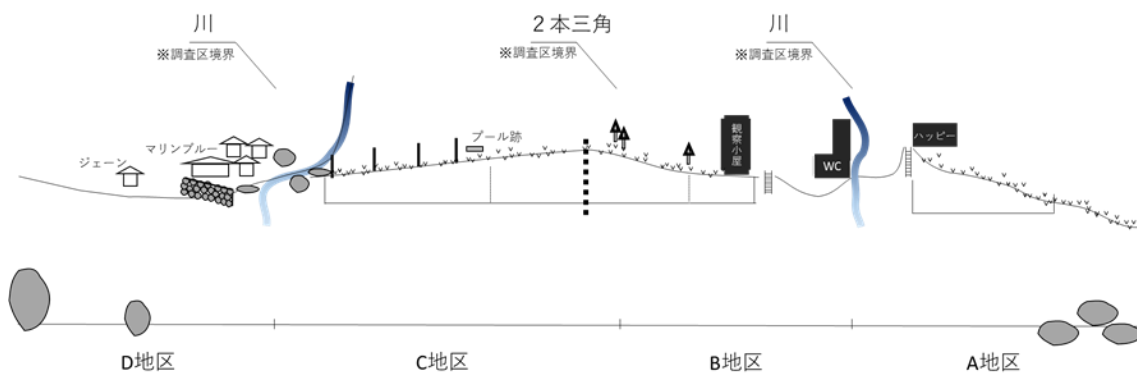 川
※調査区境界
2本三角
※調査区境界
川
※調査区境界
ジェーン
マリンブルー
プール跡
観察小屋
WC
ハッピー
D地区
C地区
B地区
A地区